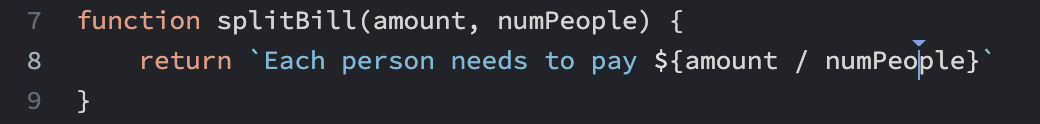 7 function splitBill(amount, numPeople) {
8     return `Each person needs to pay ${amount / numPeople}`
9 }